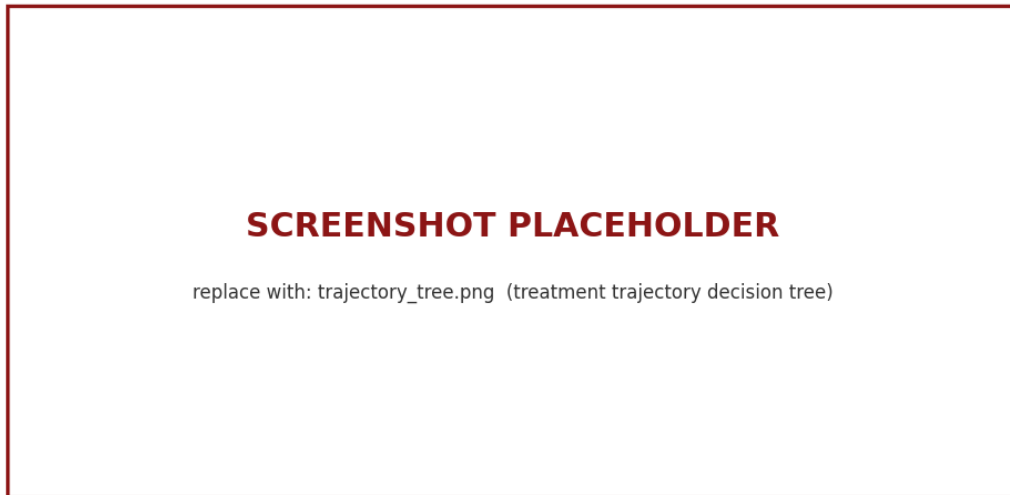 SCREENSHOT PLACEHOLDER
replace with: trajectory_tree.png  (treatment trajectory decision tree)